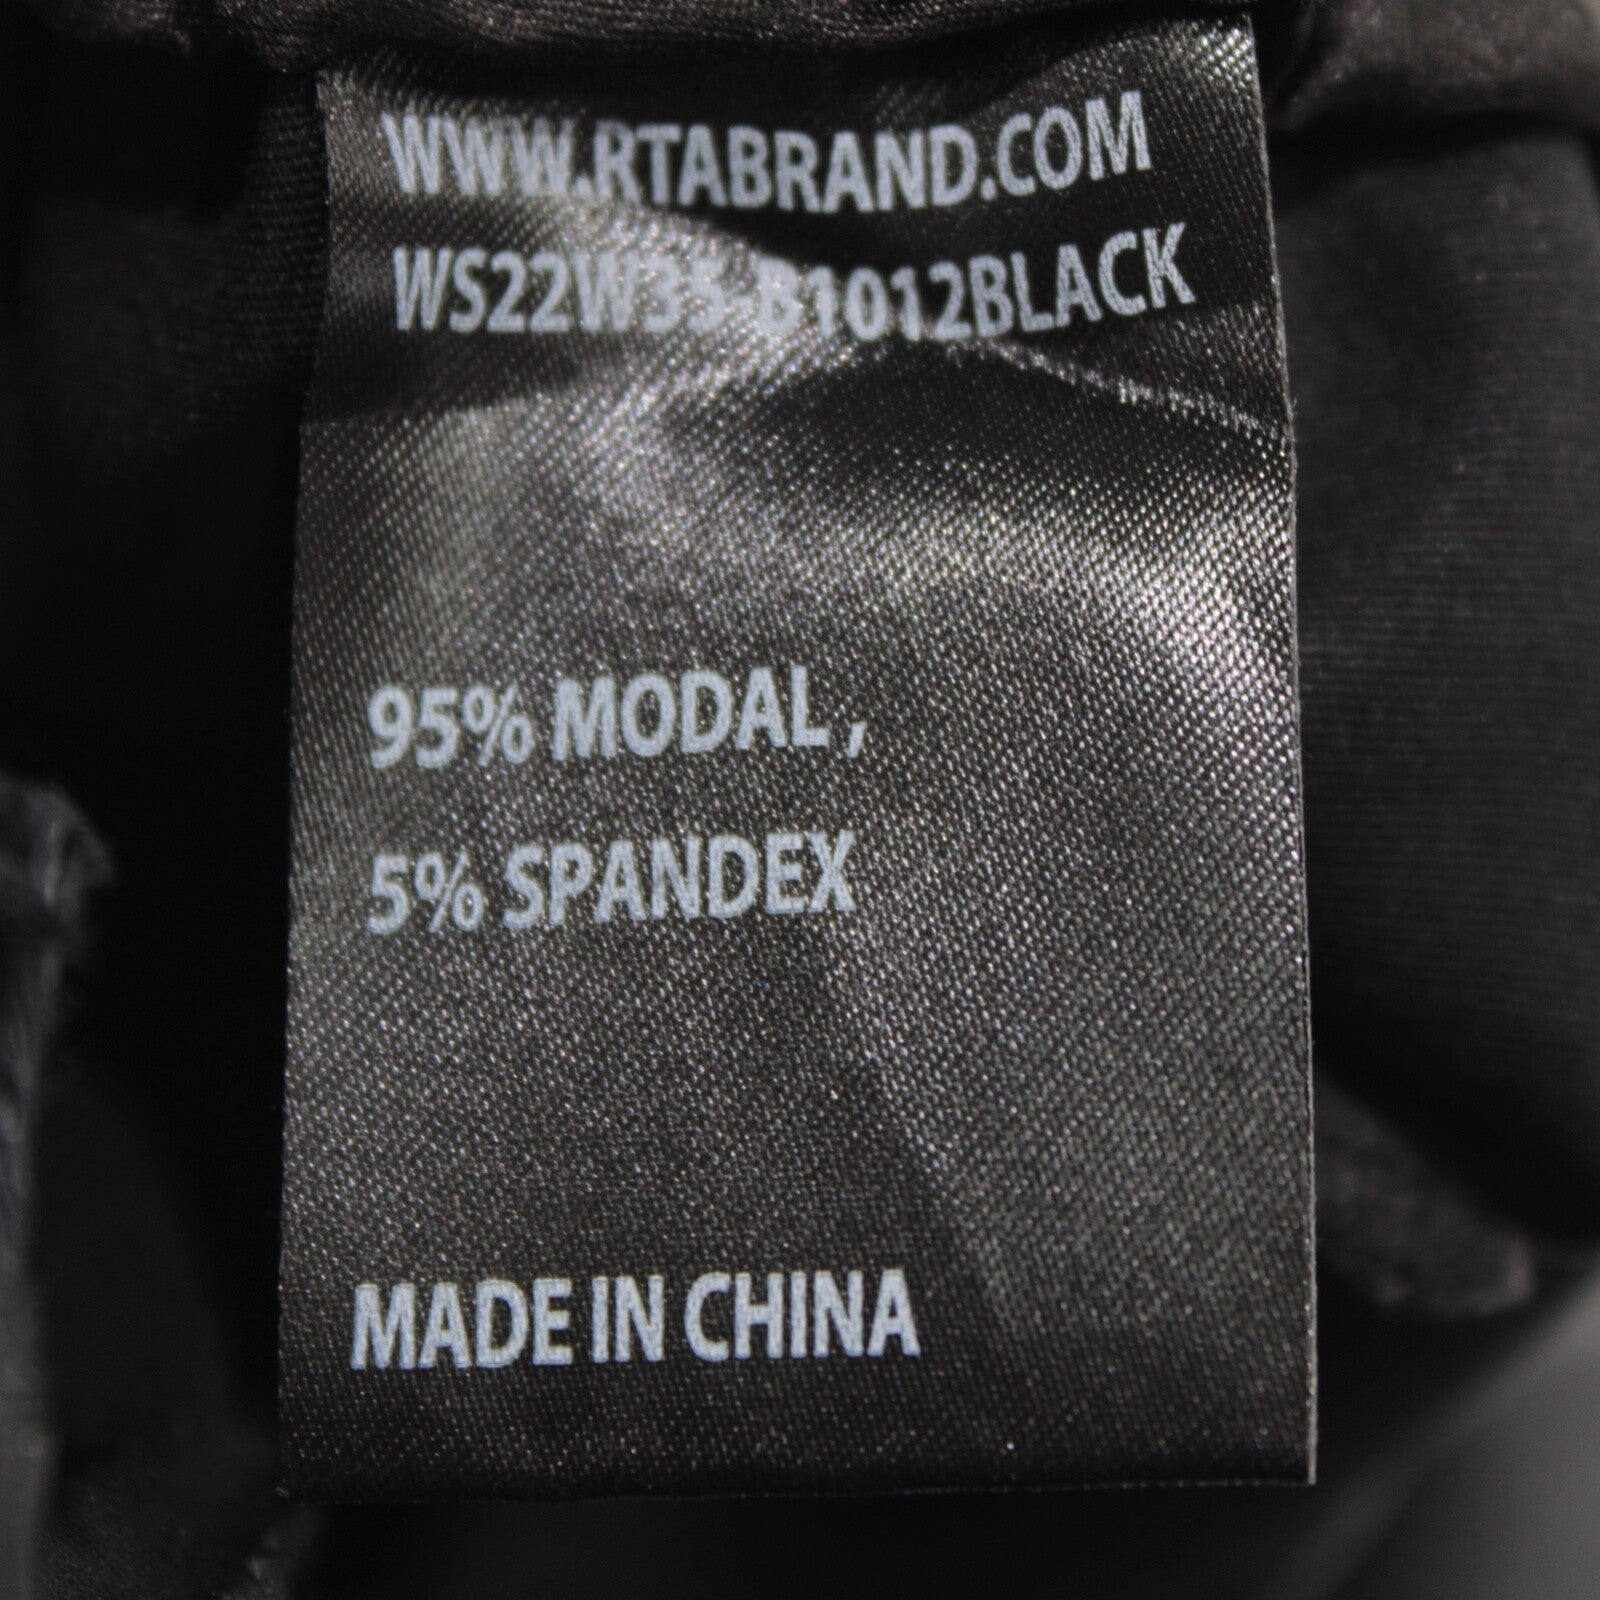 WWW.RTABRAND.COM
WS22W35-B1012BLACK
95% MODAL,
5% SPANDEX
MADE IN CHINA